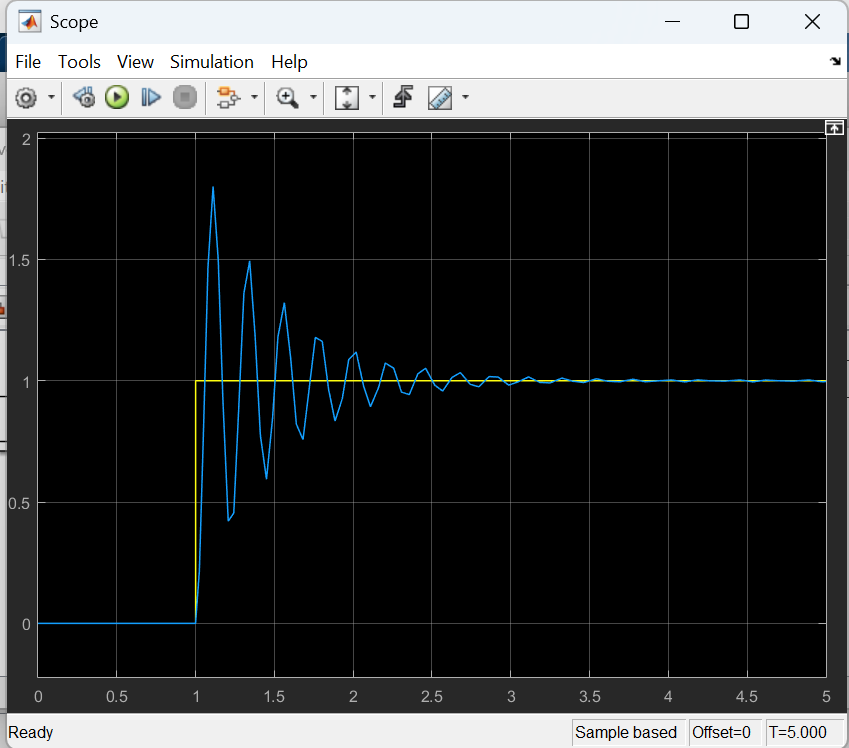 Scope
File Tools View Simulation Help
2
1.5
1
0.5
0
0 0.5 1 1.5 2 2.5 3 3.5 4 4.5 5
Ready Sample based Offset=0 T=5.000